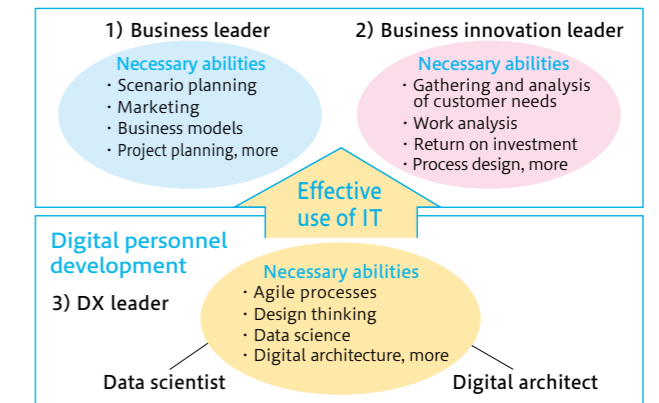 1) Business leader
Necessary abilities
・Scenario planning
・Marketing
・Business models
・Project planning, more
2) Business innovation leader
Necessary abilities
・Gathering and analysis
of customer needs
・Work analysis
・Return on investment
・Process design, more
Effective
use of IT
Digital personnel
development
3) DX leader
Necessary abilities
・Agile processes
・Design thinking
・Data science
・Digital architecture, more
Data scientist
Digital architect